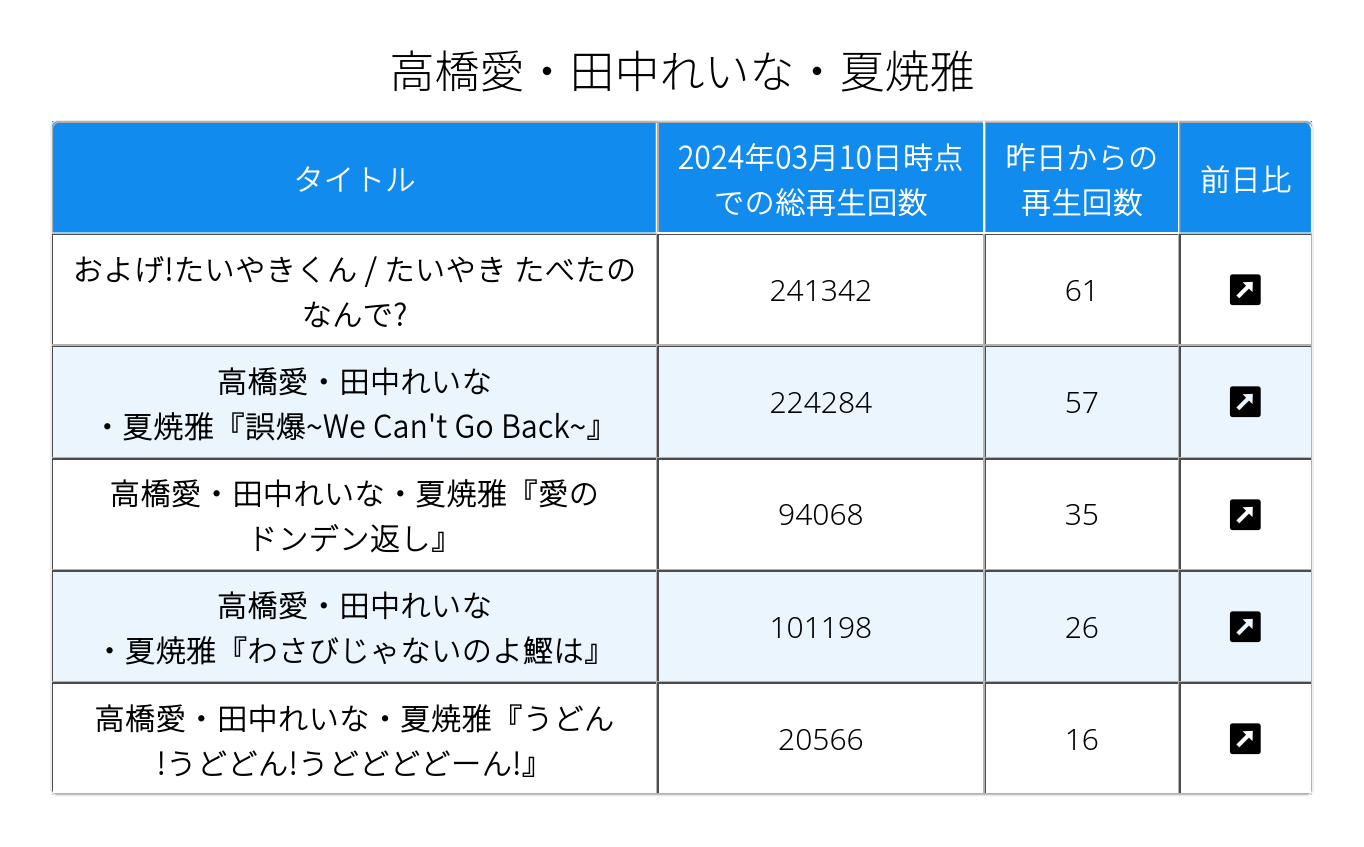 高橋愛・田中れいな・夏焼雅
タイトル
2024年03月10日時点
での総再生回数
昨日からの
再生回数
前日比
およげ!たいやきくん / たいやき たべたの
なんで?
241342
61
高橋愛・田中れいな
・夏焼雅『誤爆~We Can't Go Back~』
224284
57
高橋愛・田中れいな・夏焼雅『愛の
ドンデン返し』
94068
35
高橋愛・田中れいな
・夏焼雅『わさびじゃないのよ鰹は』
101198
26
高橋愛・田中れいな・夏焼雅『うどん
!うどどん!うどどどどーん!』
20566
16